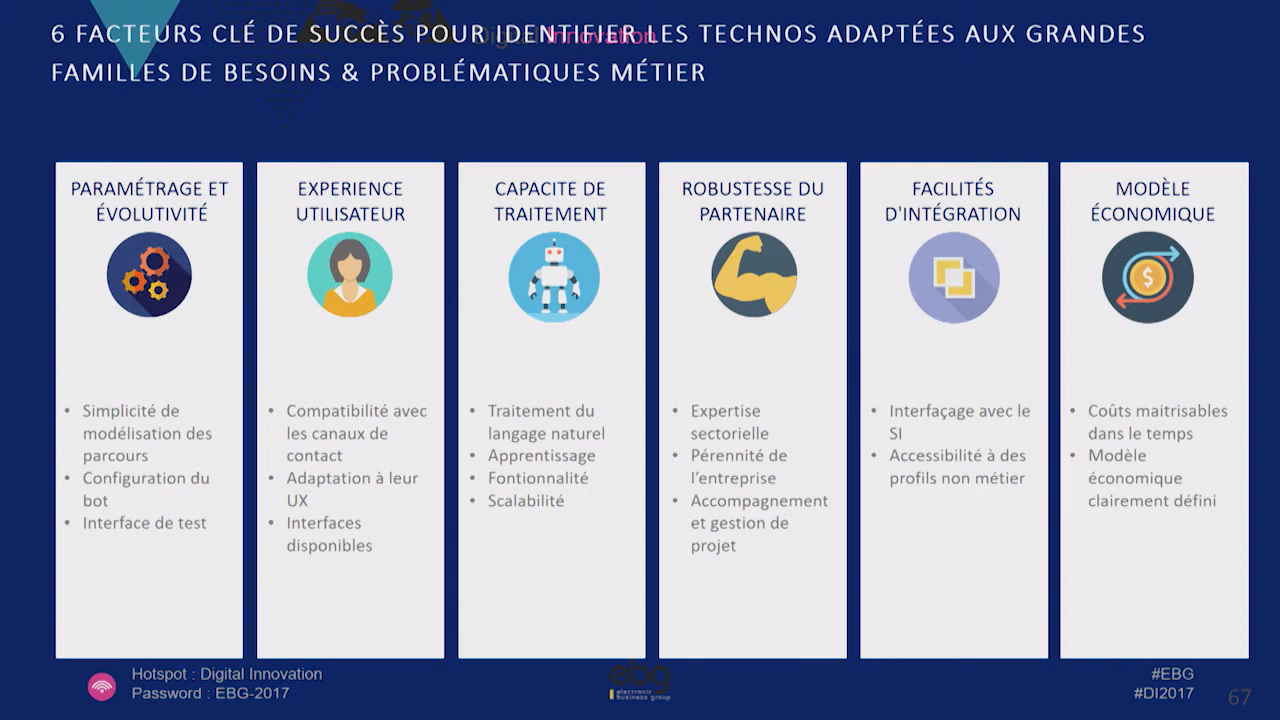 6 FACTEURS CLÉ DE SUCCÈS POUR IDENTIFIER LES TECHNOS ADAPTÉES AUX GRANDES
FAMILLES DE BESOINS & PROBLÉMATIQUES MÉTIER
Digital Innovation
PARAMÉTRAGE ET
ÉVOLUTIVITÉ
• Simplicité de
modélisation des
parcours
• Configuration du
bot
• Interface de test
EXPERIENCE
UTILISATEUR
• Compatibilité avec
les canaux de
contact
• Adaptation à leur
UX
• Interfaces
disponibles
CAPACITE DE
TRAITEMENT
• Traitement du
langage naturel
• Apprentissage
• Fontionnalité
• Scalabilité
ROBUSTESSE DU
PARTENAIRE
• Expertise
sectorielle
• Pérennité de
l'entreprise
• Accompagnement
et gestion de
projet
FACILITÉS
D'INTÉGRATION
• Interfaçage avec le
SI
• Accessibilité à des
profils non métier
MODÈLE
ÉCONOMIQUE
$
• Coûts maitrisables
dans le temps
• Modèle
économique
clairement défini
Hotspot : Digital Innovation
Password : EBG-2017
ebg
electronic
business group
#EBG
#DI2017
67